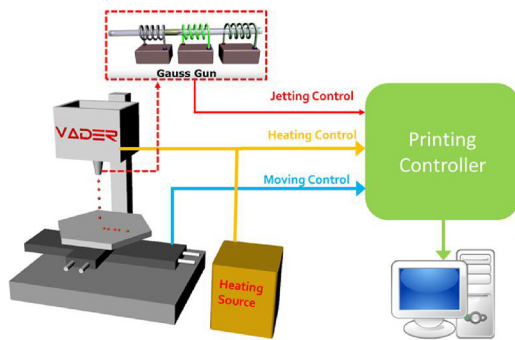 Gauss Gun
Jetting Control
VADER
Heating Control
Printing
Controller
Moving Control
Heating
Source